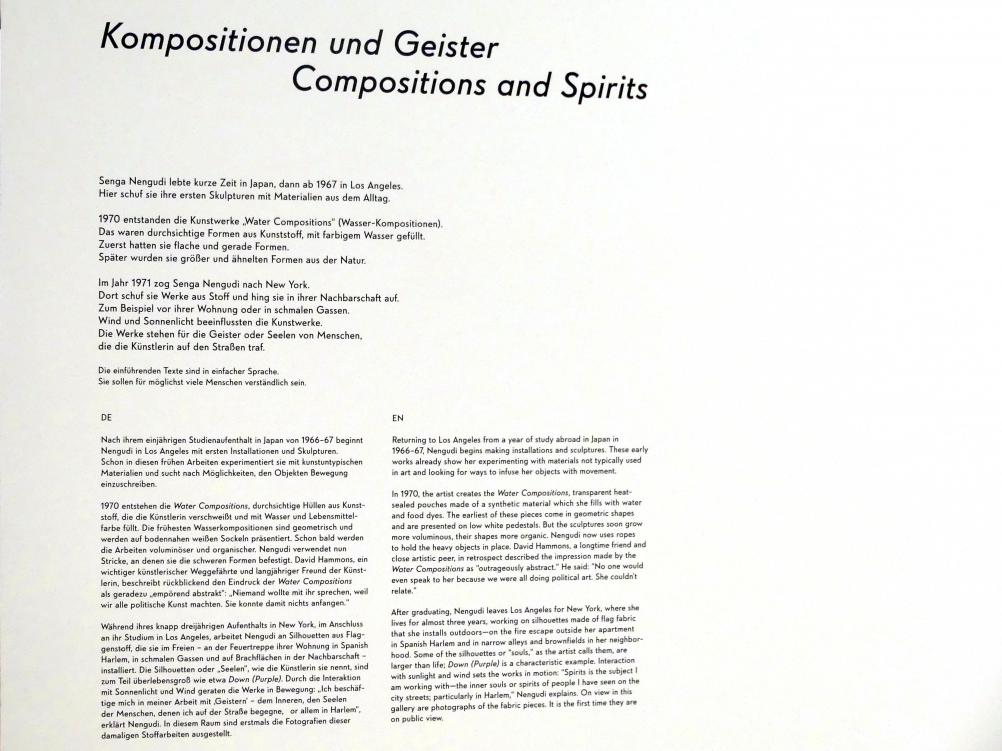 Kompositionen und Geister
Compositions and Spirits
Senga Nengudi lebte kurze Zeit in Japan, dann ab 1967 in Los Angeles.
Hier schuf sie ihre ersten Skulpturen mit Materialien aus dem Alltag.
1970 entstanden die Kunstwerke „Water Compositions“ (Wasser-Kompositionen).
Das waren durchsichtige Formen aus Kunststoff, mit farbigem Wasser gefüllt.
Zuerst hatten sie flache und gerade Formen.
Später wurden sie größer und ähnelten Formen aus der Natur.
Im Jahr 1971 zog Senga Nengudi nach New York.
Dort schuf sie Werke aus Stoff und hing sie in ihrer Nachbarschaft auf.
Zum Beispiel vor ihrer Wohnung oder in schmalen Gassen.
Wind und Sonnenlicht beeinflussten die Kunstwerke.
Die Werke stehen für die Geister oder Seelen von Menschen,
die die Künstlerin auf den Straßen traf.
Die einführenden Texte sind in einfacher Sprache.
Sie sollen für möglichst viele Menschen verständlich sein.
DE
Nach ihrem einjährigen Studienaufenthalt in Japan von 1966–67 beginnt
Nengudi in Los Angeles mit ersten Installationen und Skulpturen.
Schon in diesen frühen Arbeiten experimentiert sie mit kunstuntypischen
Materialien und sucht nach Möglichkeiten, den Objekten Bewegung
einzuschreiben.
1970 entstehen die Water Compositions, durchsichtige Hüllen aus Kunst-
stoff, die die Künstlerin verschweißt und mit Wasser und Lebensmittel-
farbe füllt. Die frühesten Wasserkompositionen sind geometrisch und
werden auf bodennahen weißen Sockeln präsentiert. Schon bald werden
die Arbeiten voluminöser und organischer. Nengudi verwendet nun
Stricke, an denen sie die schweren Formen befestigt. David Hammons, ein
wichtiger künstlerischer Weggefährte und langjähriger Freund der Künst-
lerin, beschreibt rückblickend den Eindruck der Water Compositions
als geradezu „empörend abstrakt“: „Niemand wollte mit ihr sprechen, weil
wir alle politische Kunst machten. Sie konnte damit nichts anfangen.“
Während ihres knapp dreijährigen Aufenthalts in New York, im Anschluss
an ihr Studium in Los Angeles, arbeitet Nengudi an Silhouetten aus Flag-
genstoff, die sie im Freien – an der Feuertreppe ihrer Wohnung in Spanish
Harlem, in schmalen Gassen und auf Brachflächen in der Nachbarschaft –
installiert. Die Silhouetten oder „Seelen“, wie die Künstlerin sie nennt, sind
zum Teil überlebensgroß wie etwa Down (Purple). Durch die Interaktion
mit Sonnenlicht und Wind geraten die Werke in Bewegung: „Ich beschäf-
tige mich in meiner Arbeit mit ‚Geistern‘ – dem Inneren, den Seelen
der Menschen, denen ich auf der Straße begegne, or allem in Harlem“,
erklärt Nengudi. In diesem Raum sind erstmals die Fotografien dieser
damaligen Stoffarbeiten ausgestellt.
EN
Returning to Los Angeles from a year of study abroad in Japan in
1966–67, Nengudi begins making installations and sculptures. These early
works already show her experimenting with materials not typically used
in art and looking for ways to infuse her objects with movement.
In 1970, the artist creates the Water Compositions, transparent heat-
sealed pouches made of a synthetic material which she fills with water
and food dyes. The earliest of these pieces come in geometric shapes
and are presented on low white pedestals. But the sculptures soon grow
more voluminous, their shapes more organic. Nengudi now uses ropes
to hold the heavy objects in place. David Hammons, a longtime friend and
close artistic peer, in retrospect described the impression made by the
Water Compositions as “outrageously abstract.” He said: “No one would
even speak to her because we were all doing political art. She couldn’t
relate.”
After graduating, Nengudi leaves Los Angeles for New York, where she
lives for almost three years, working on silhouettes made of flag fabric
that she installs outdoors—on the fire escape outside her apartment
in Spanish Harlem and in narrow alleys and brownfields in her neighbor-
hood. Some of the silhouettes or “souls,” as the artist calls them, are
larger than life; Down (Purple) is a characteristic example. Interaction
with sunlight and wind sets the works in motion: “Spirits is the subject I
am working with—the inner souls or spirits of people I have seen on the
city streets; particularly in Harlem,” Nengudi explains. On view in this
gallery are photographs of the fabric pieces. It is the first time they are
on public view.